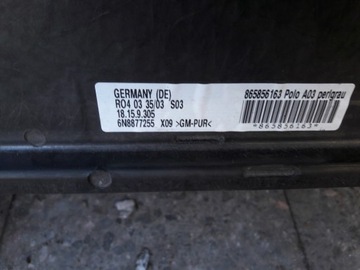 GERMANY (DE)
RO4 03 35/03 S03
18.15.9.305
6N8877255 X09 >GM-PUR<
865856163 Polo A03 perlgrau
*865856163*